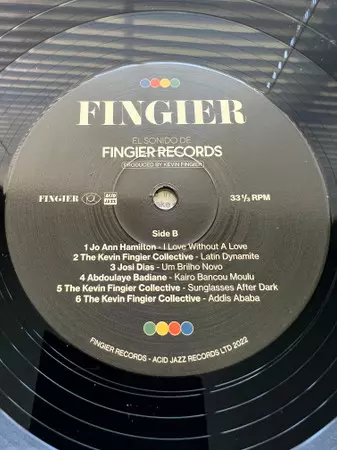 FINGIER
EL SONIDO DE
FINGIER RECORDS
PRODUCED BY KEVIN FINGIER
FINGIER
ACID
JAZZ
33 1/3 RPM
Side B
1 Jo Ann Hamilton - I Love Without A Love
2 The Kevin Fingier Collective - Latin Dynamite
3 Josi Dias - Um Brilho Novo
4 Abdoulaye Badiane - Kairo Bancou Moulu
5 The Kevin Fingier Collective - Sunglasses After Dark
6 The Kevin Fingier Collective - Addis Ababa
FINGIER RECORDS - ACID JAZZ RECORDS LTD 2022